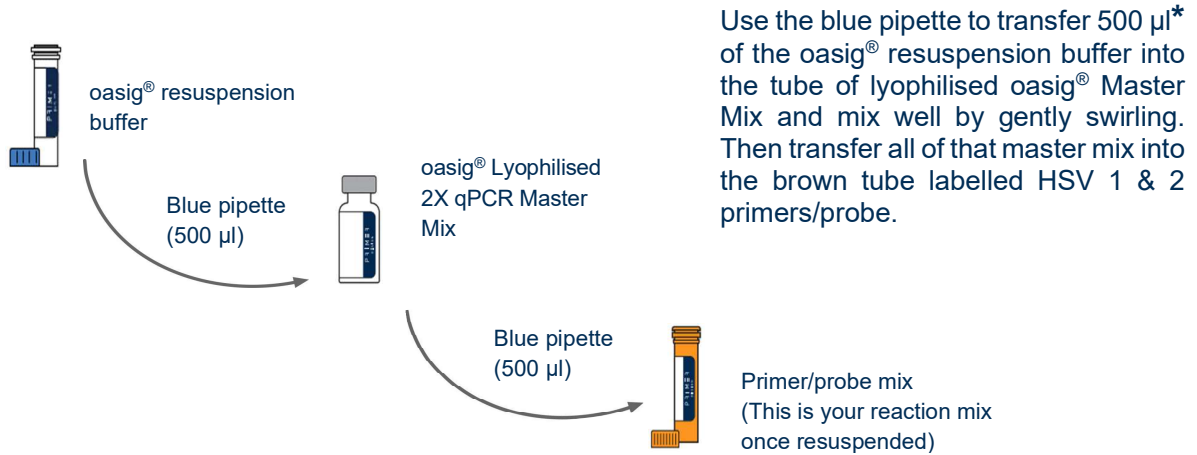 Use the blue pipette to transfer 500 µl*
of the oasig® resuspension buffer into
the tube of lyophilised oasig® Master
Mix and mix well by gently swirling.
Then transfer all of that master mix into
the brown tube labelled HSV 1 & 2
primers/probe.
oasig® resuspension
buffer
Blue pipette
(500 µl)
oasig® Lyophilised
2X qPCR Master
Mix
Blue pipette
(500 µl)
Primer/probe mix
(This is your reaction mix
once resuspended)
PRIMER
PRIMER
PRIMER